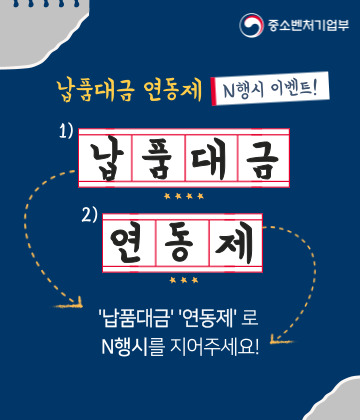 중소벤처기업부
납품대금 연동제 N행시 이벤트!
1) 납품대금
2) 연동제
'납품대금' '연동제' 로
N행시를 지어주세요!